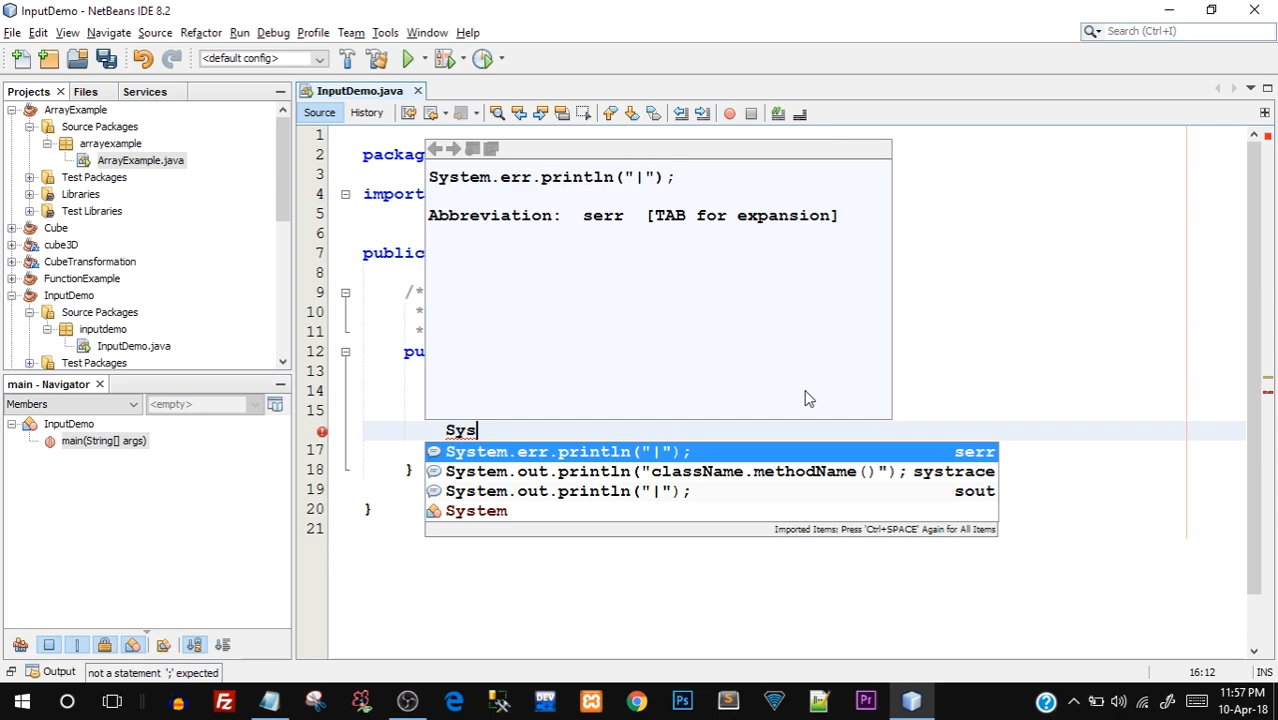 InputDemo - NetBeans IDE 8.2
File Edit View Navigate Source Refactor Run Debug Profile Team Tools Window Help
Search (Ctrl+I)
<default config>
Projects Files Services
ArrayExample
Source Packages
arrayexample
ArrayExample.java
Test Packages
Libraries
Test Libraries
Cube
cube3D
CubeTransformation
FunctionExample
InputDemo
Source Packages
inputdemo
InputDemo.java
Test Packages
main - Navigator
Members
<empty>
InputDemo
main(String[] args)
InputDemo.java
Source History
1
2 packag
3
4 import
5
6
7 public
8
9 /*
10 *
11 *
12 pu
13
14
15
Sys
17
18 }
19
20 }
21
System.err.println("|");
Abbreviation: serr [TAB for expansion]
System.err.println("|"); serr
System.out.println("className.methodName()"); systrace
System.out.println("|"); sout
System
Imported Items; Press 'Ctrl+SPACE' Again for All Items
Output
not a statement ';' expected
16:12
INS
DEV
Ps
S
Pr
11:57 PM
10-Apr-18